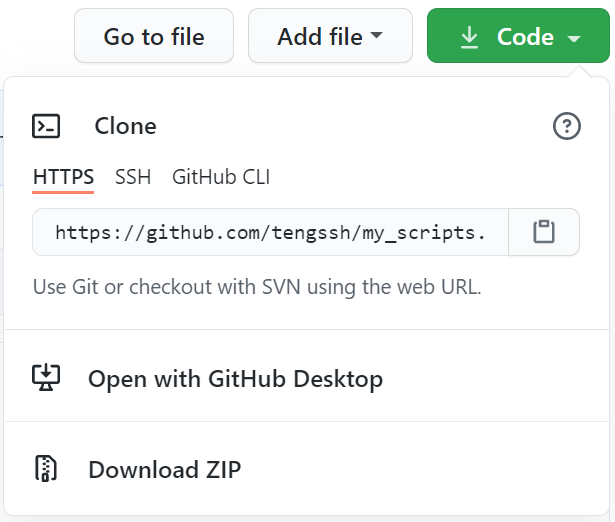 Go to file Add file Code
Clone
HTTPS SSH GitHub CLI
https://github.com/tengssh/my_scripts.
Use Git or checkout with SVN using the web URL.
Open with GitHub Desktop
Download ZIP